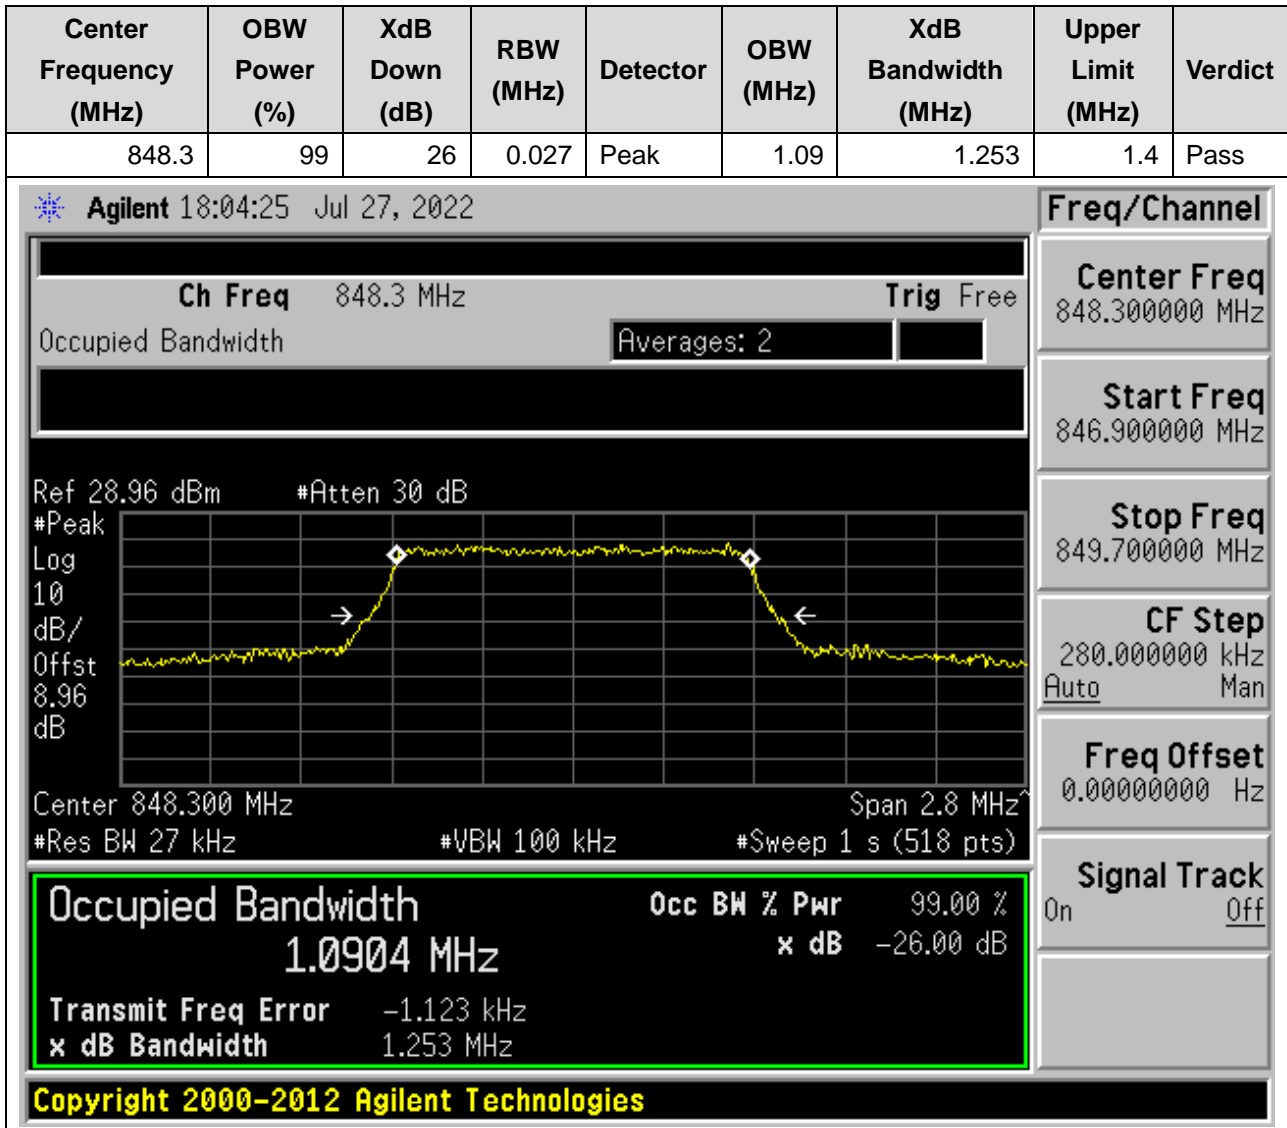 Center Frequency (MHz) OBW Power (%) XdB Down (dB) RBW (MHz) Detector OBW (MHz) XdB Bandwidth (MHz) Upper Limit (MHz) Verdict
848.3 99 26 0.027 Peak 1.09 1.253 1.4 Pass
Agilent 18:04:25 Jul 27, 2022
Freq/Channel
Ch Freq 848.3 MHz Trig Free
Occupied Bandwidth Averages: 2
Center Freq
848.300000 MHz
Start Freq
846.900000 MHz
Stop Freq
849.700000 MHz
CF Step
280.000000 kHz
Auto Man
Freq Offset
0.00000000 Hz
Signal Track
On Off
Ref 28.96 dBm #Atten 30 dB
#Peak
Log
10
dB/
Offst
8.96
dB
Center 848.300 MHz Span 2.8 MHz^
#Res BW 27 kHz #VBW 100 kHz #Sweep 1 s (518 pts)
Occupied Bandwidth Occ BW % Pwr 99.00 %
1.0904 MHz x dB -26.00 dB
Transmit Freq Error -1.123 kHz
x dB Bandwidth 1.253 MHz
Copyright 2000-2012 Agilent Technologies